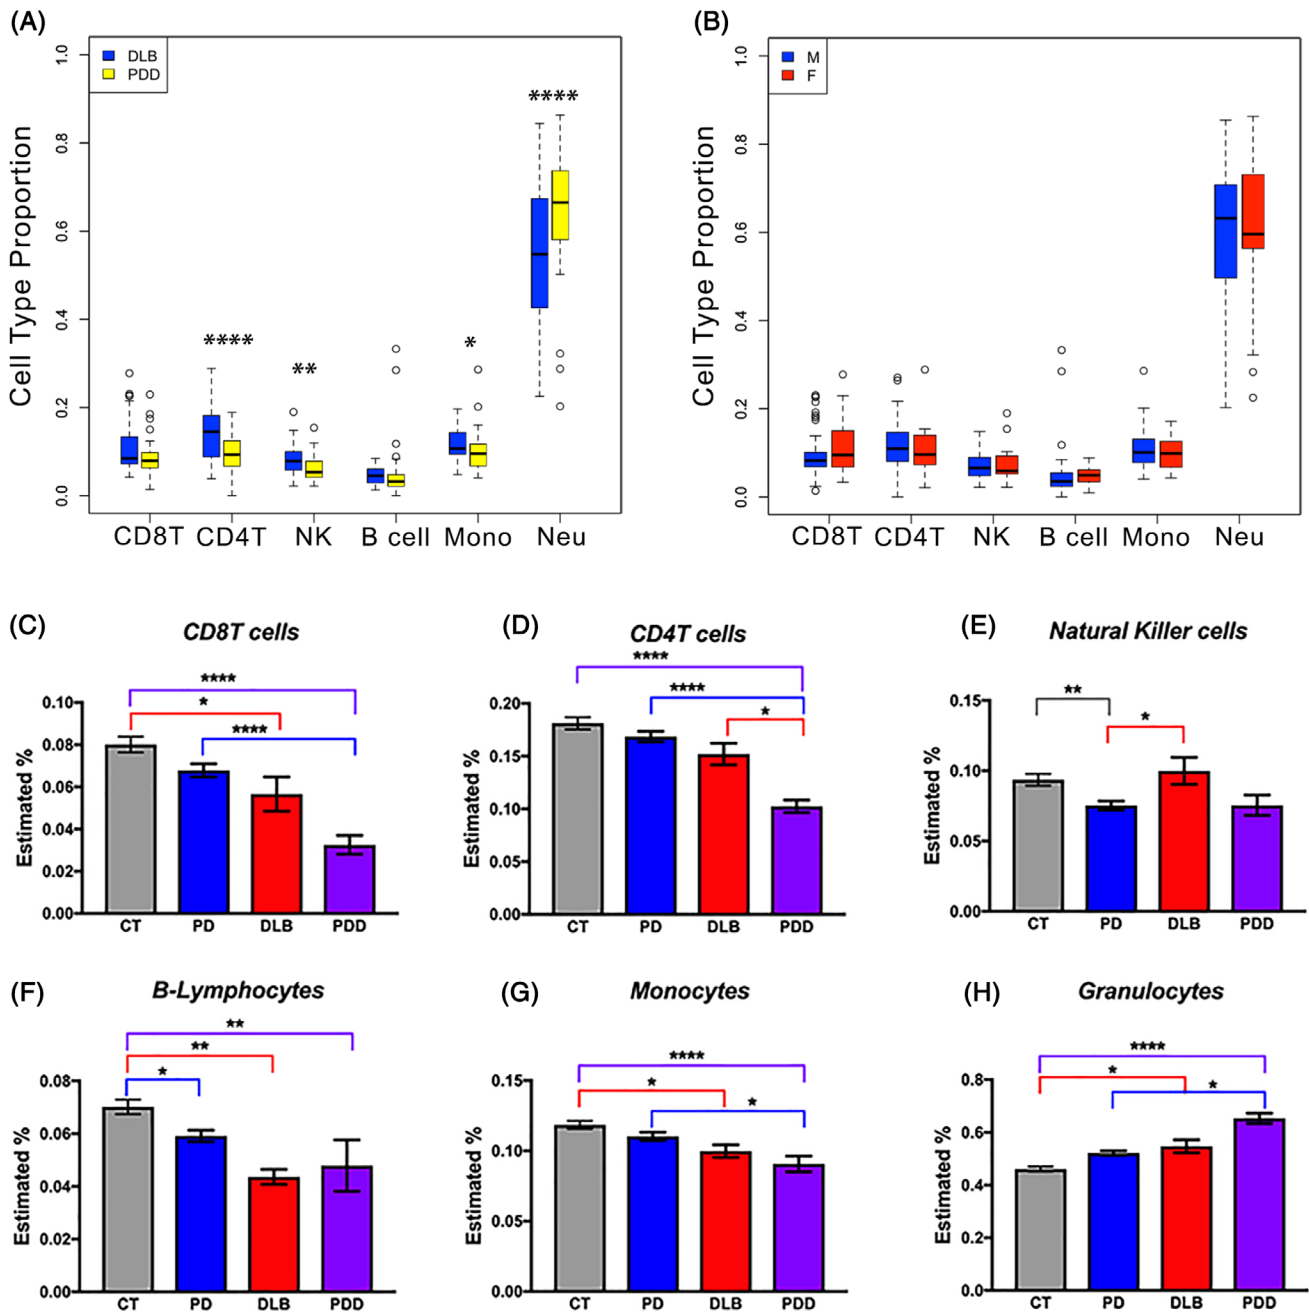 (A)
DLB
PDD
Cell Type Proportion
1.0
0.8
0.6
0.4
0.2
0.0
****
**
*
****
CD8T CD4T NK B cell Mono Neu
(B)
M
F
Cell Type Proportion
1.0
0.8
0.6
0.4
0.2
0.0
CD8T CD4T NK B cell Mono Neu
(C)
CD8T cells
****
*
****
Estimated %
0.10
0.08
0.06
0.04
0.02
0.00
CT PD DLB PDD
(D)
CD4T cells
****
****
*
Estimated %
0.20
0.15
0.10
0.05
0.00
CT PD DLB PDD
(E)
Natural Killer cells
**
*
Estimated %
0.15
0.10
0.05
0.00
CT PD DLB PDD
(F)
B-Lymphocytes
**
**
*
Estimated %
0.08
0.06
0.04
0.02
0.00
CT PD DLB PDD
(G)
Monocytes
****
*
*
Estimated %
0.15
0.10
0.05
0.00
CT PD DLB PDD
(H)
Granulocytes
****
*
*
Estimated %
0.8
0.6
0.4
0.2
0.0
CT PD DLB PDD